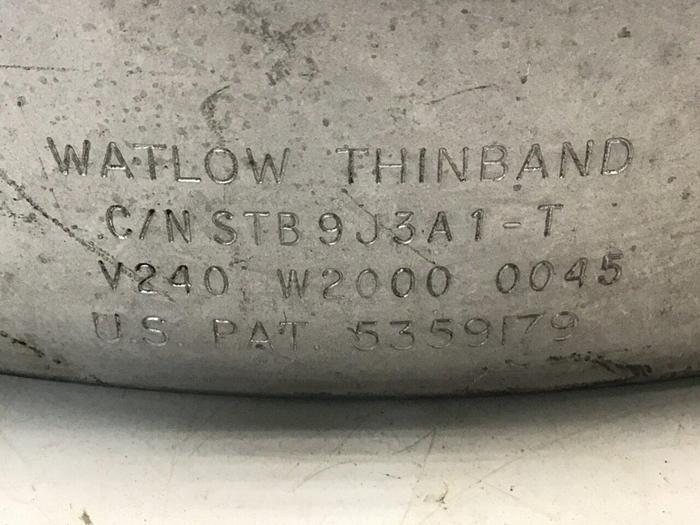 WATLOW THINBAND
C/N STB9J3A1-T
V240 W2000 0045
U.S. PAT. 5359179